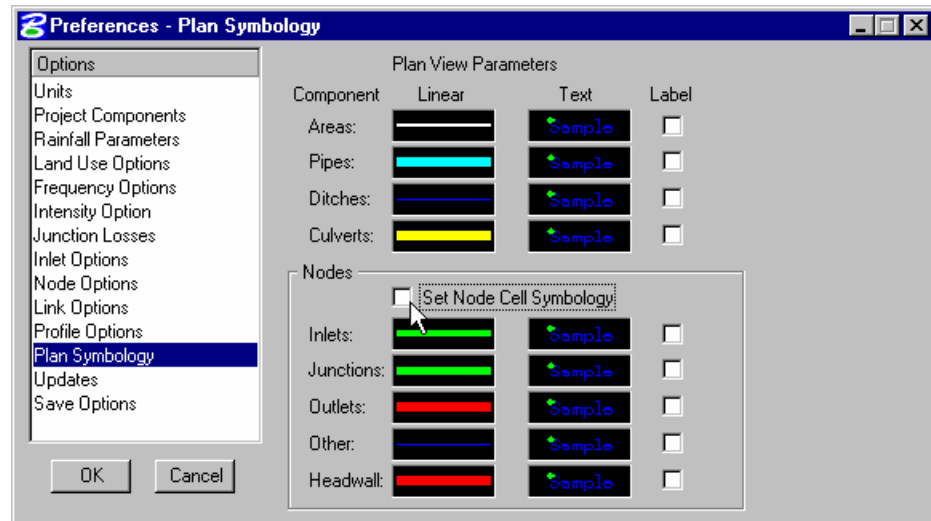 Preferences - Plan Symbology
Options
Units
Project Components
Rainfall Parameters
Land Use Options
Frequency Options
Intensity Option
Junction Losses
Inlet Options
Node Options
Link Options
Profile Options
Plan Symbology
Updates
Save Options
OK Cancel
Plan View Parameters
Component Linear Text Label
Areas: Sample
Pipes: Sample
Ditches: Sample
Culverts: Sample
Nodes
Set Node Cell Symbology
Inlets: Sample
Junctions: Sample
Outlets: Sample
Other: Sample
Headwall: Sample